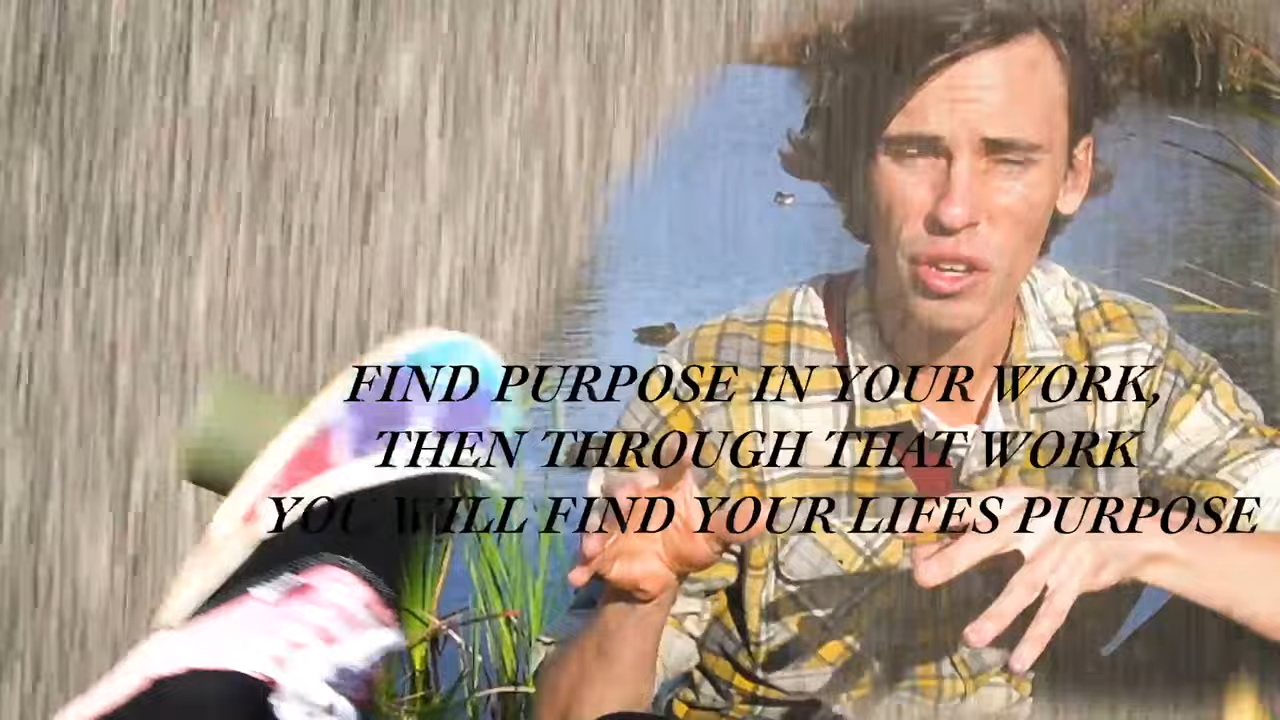 FIND PURPOSE IN YOUR WORK,
THEN THROUGH THAT WORK
YOU WILL FIND YOUR LIFES PURPOSE